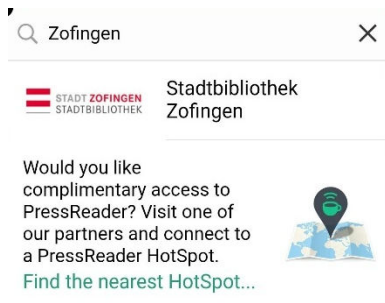 Zofingen
STADT ZOFINGEN
STADTBIBLIOTHEK
Stadtbibliothek
Zofingen
Would you like
complimentary access to
PressReader? Visit one of
our partners and connect to
a PressReader HotSpot.
Find the nearest HotSpot...